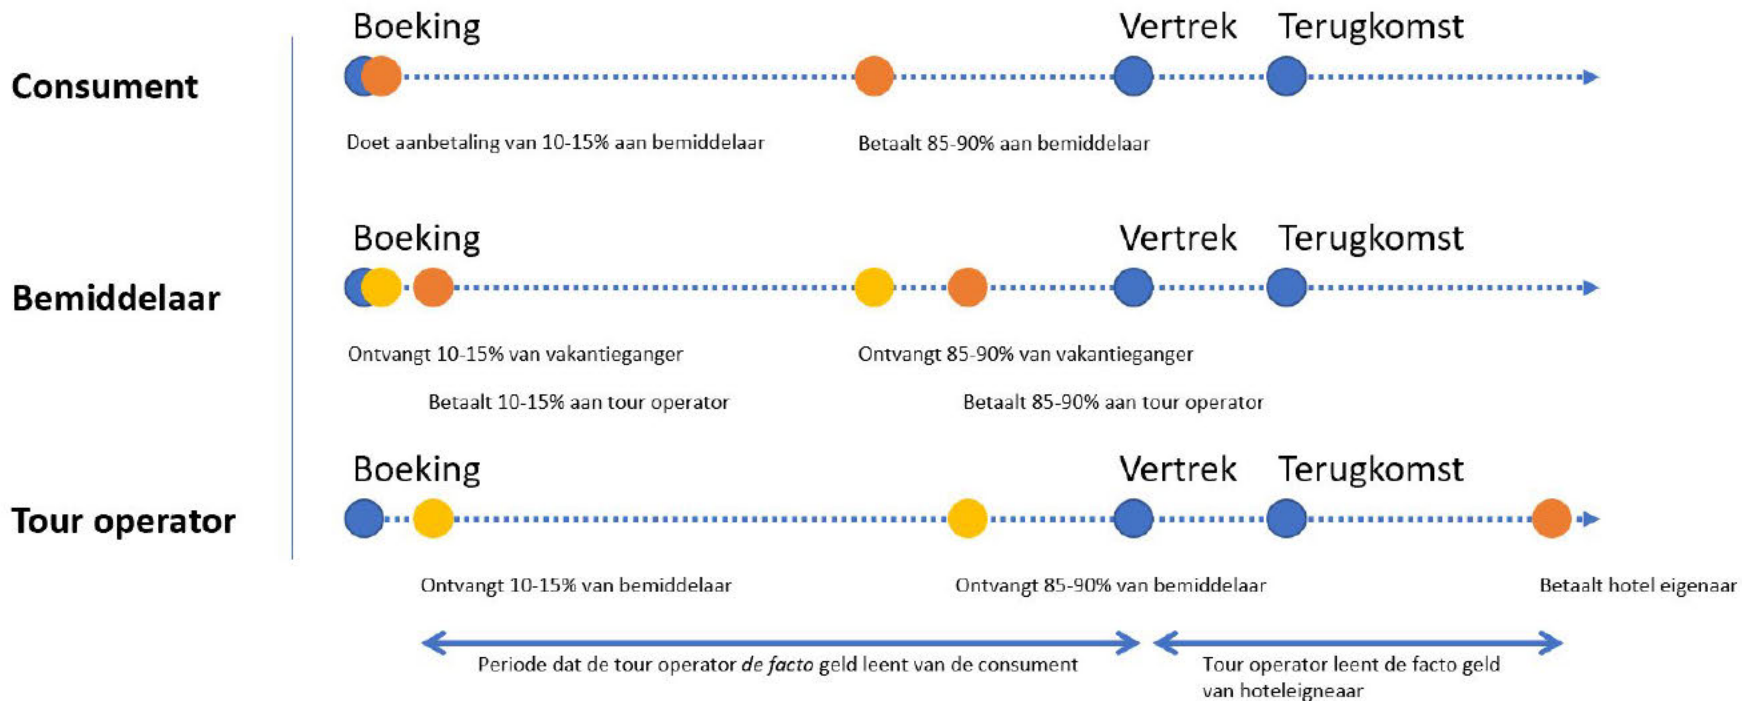 Boeking Vertrek Terugkomst
Consument
Doet aanbetaling van 10-15% aan bemiddelaar Betaalt 85-90% aan bemiddelaar
Boeking Vertrek Terugkomst
Bemiddelaar
Ontvangt 10-15% van vakantieganger Ontvangt 85-90% van vakantieganger
Betaalt 10-15% aan tour operator Betaalt 85-90% aan tour operator
Boeking Vertrek Terugkomst
Tour operator
Ontvangt 10-15% van bemiddelaar Ontvangt 85-90% van bemiddelaar Betaalt hotel eigenaar
Periode dat de tour operator de facto geld leent van de consument Tour operator leent de facto geld
van hoteleigneaar